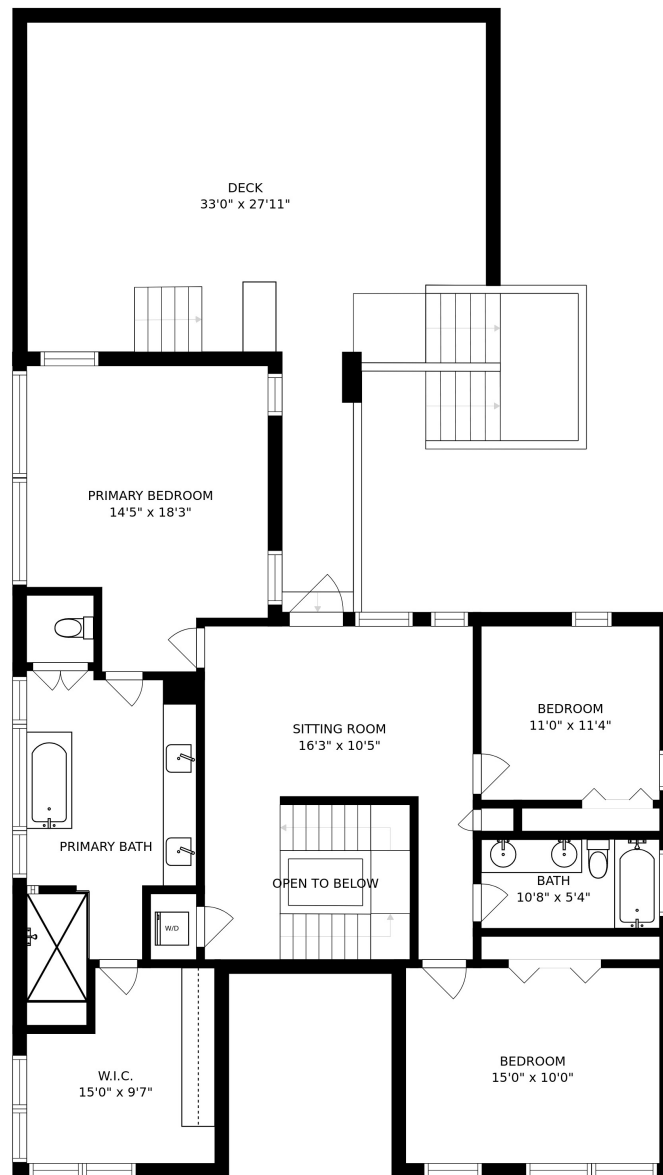 DECK
33'0" x 27'11"
PRIMARY BEDROOM
14'5" x 18'3"
BEDROOM
11'0" x 11'4"
SITTING ROOM
16'3" x 10'5"
PRIMARY BATH
OPEN TO BELOW
BATH
10'8" x 5'4"
W/D
BEDROOM
15'0" x 10'0"
W.I.C.
15'0" x 9'7"